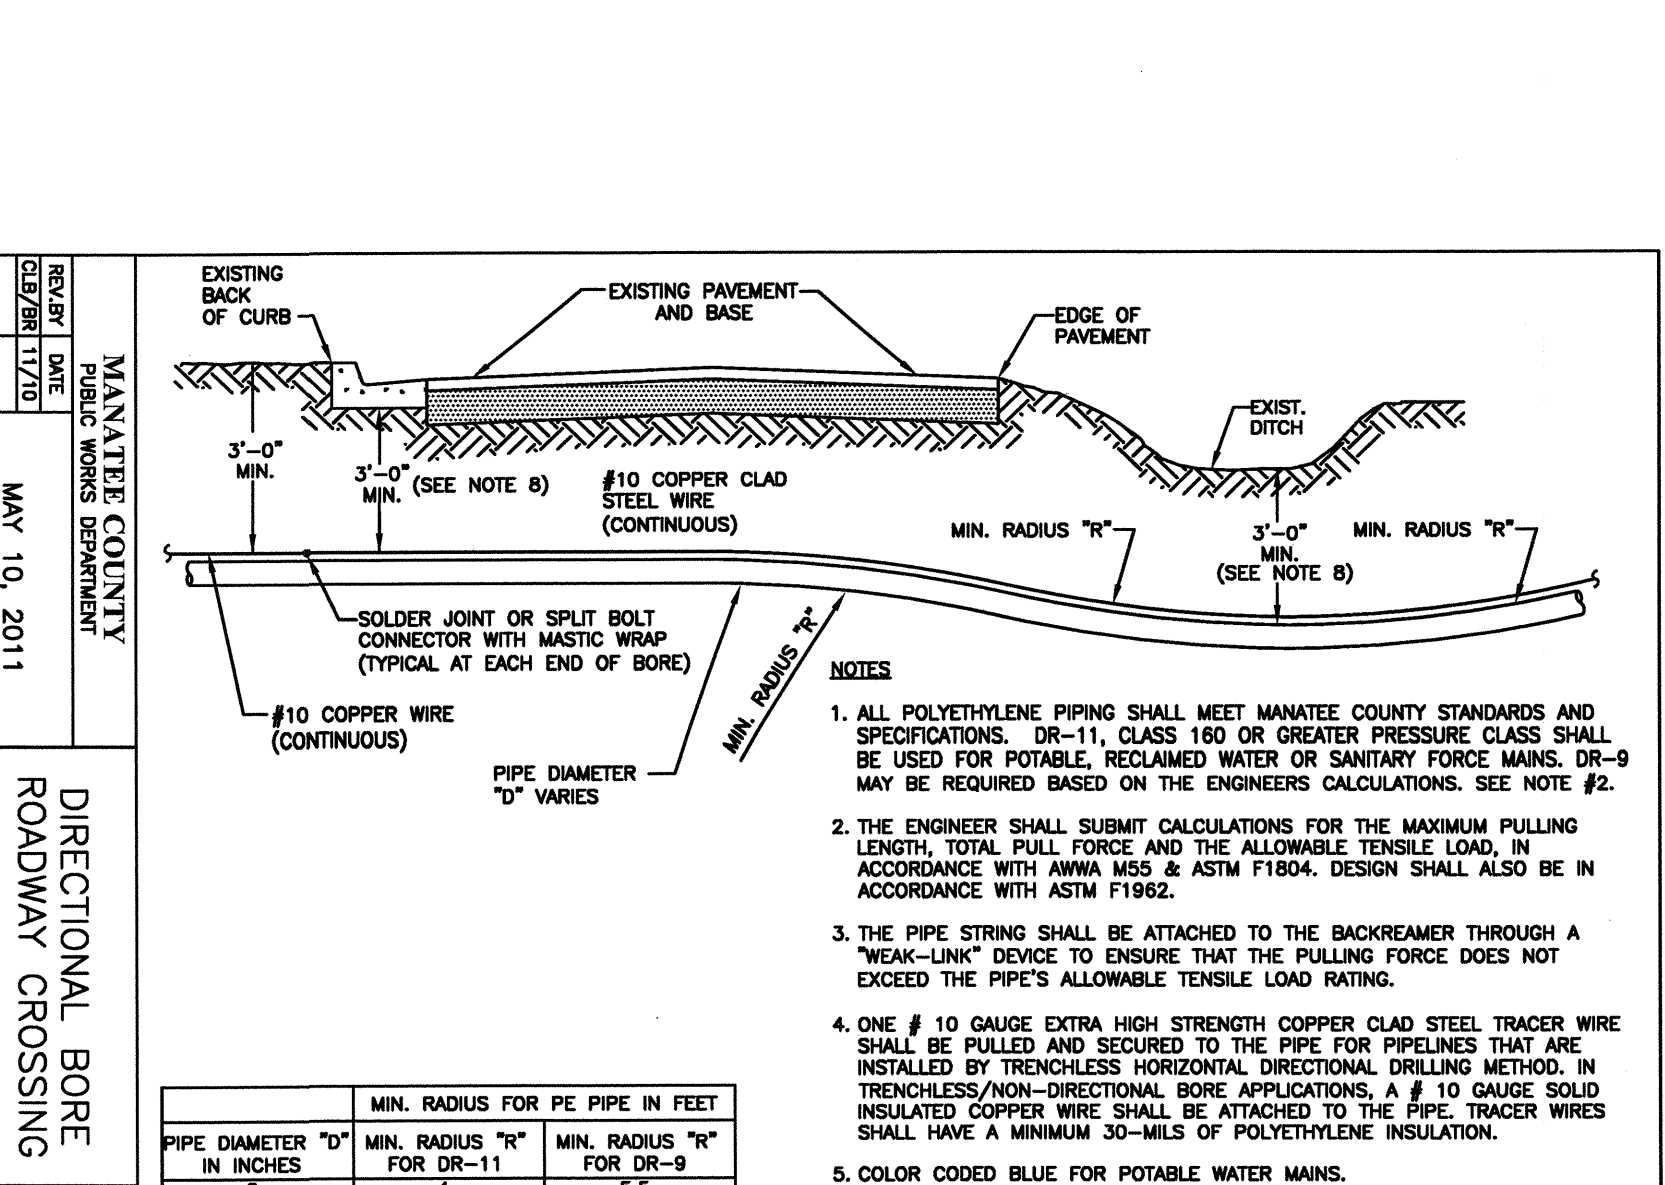 EXISTING
BACK
OF CURB
EXISTING PAVEMENT
AND BASE
EDGE OF
PAVEMENT
EXIST.
DITCH
3'-0"
MIN.
3'-0"
MIN. (SEE NOTE 8)
#10 COPPER CLAD
STEEL WIRE
(CONTINUOUS)
MIN. RADIUS "R"
3'-0"
MIN.
(SEE NOTE 8)
MIN. RADIUS "R"
SOLDER JOINT OR SPLIT BOLT
CONNECTOR WITH MASTIC WRAP
(TYPICAL AT EACH END OF BORE)
#10 COPPER WIRE
(CONTINUOUS)
PIPE DIAMETER
"D" VARIES
MIN. RADIUS "R"
NOTES
1. ALL POLYETHYLENE PIPING SHALL MEET MANATEE COUNTY STANDARDS AND
SPECIFICATIONS. DR-11, CLASS 160 OR GREATER PRESSURE CLASS SHALL
BE USED FOR POTABLE, RECLAIMED WATER OR SANITARY FORCE MAINS. DR-9
MAY BE REQUIRED BASED ON THE ENGINEERS CALCULATIONS. SEE NOTE #2.
2. THE ENGINEER SHALL SUBMIT CALCULATIONS FOR THE MAXIMUM PULLING
LENGTH, TOTAL PULL FORCE AND THE ALLOWABLE TENSILE LOAD, IN
ACCORDANCE WITH AWWA M55 & ASTM F1804. DESIGN SHALL ALSO BE IN
ACCORDANCE WITH ASTM F1962.
3. THE PIPE STRING SHALL BE ATTACHED TO THE BACKREAMER THROUGH A
"WEAK-LINK" DEVICE TO ENSURE THAT THE PULLING FORCE DOES NOT
EXCEED THE PIPE'S ALLOWABLE TENSILE LOAD RATING.
4. ONE # 10 GAUGE EXTRA HIGH STRENGTH COPPER CLAD STEEL TRACER WIRE
SHALL BE PULLED AND SECURED TO THE PIPE FOR PIPELINES THAT ARE
INSTALLED BY TRENCHLESS HORIZONTAL DIRECTIONAL DRILLING METHOD. IN
TRENCHLESS/NON-DIRECTIONAL BORE APPLICATIONS, A # 10 GAUGE SOLID
INSULATED COPPER WIRE SHALL BE ATTACHED TO THE PIPE. TRACER WIRES
SHALL HAVE A MINIMUM 30-MILS OF POLYETHYLENE INSULATION.
5. COLOR CODED BLUE FOR POTABLE WATER MAINS.
MIN. RADIUS FOR PE PIPE IN FEET
PIPE DIAMETER "D"
IN INCHES
MIN. RADIUS "R"
FOR DR-11
MIN. RADIUS "R"
FOR DR-9
MANATEE COUNTY
PUBLIC WORKS DEPARTMENT
REV.BY DATE
CLB/BR 11/10
MAY 10, 2011
DIRECTIONAL BORE
ROADWAY CROSSING